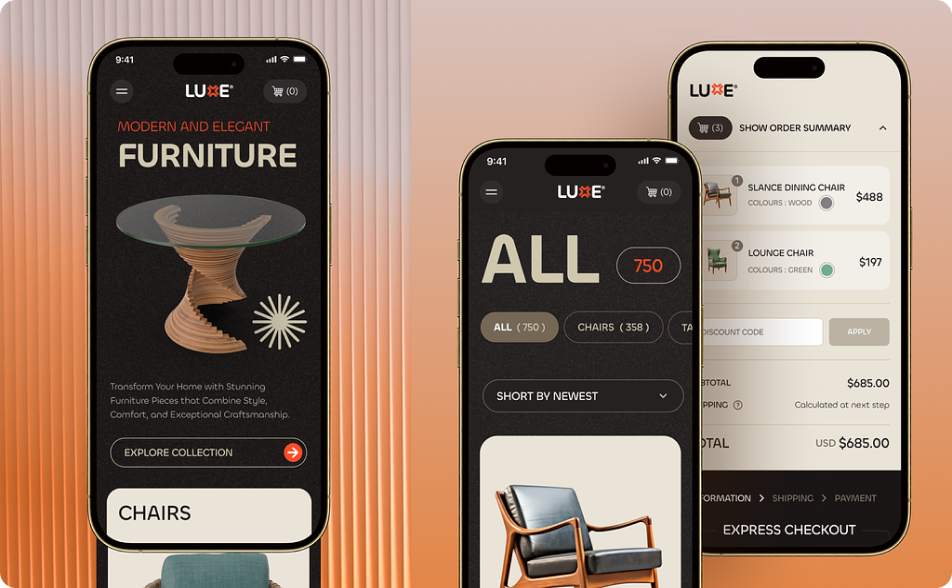 9:41
LUXE®
(0)
MODERN AND ELEGANT
FURNITURE
Transform Your Home with Stunning
Furniture Pieces that Combine Style,
Comfort, and Exceptional Craftsmanship.
EXPLORE COLLECTION
CHAIRS
9:41
LUXE®
(0)
ALL
750
ALL (750)
CHAIRS (358)
TA
SHORT BY NEWEST
LUXE®
(3)
SHOW ORDER SUMMARY
1
SLANCE DINING CHAIR
COLOURS : WOOD
$488
2
LOUNGE CHAIR
COLOURS : GREEN
$197
DISCOUNT CODE
APPLY
BTOTAL
$685.00
PPING ?
Calculated at next step
OTAL
USD $685.00
FORMATION > SHIPPING > PAYMENT
EXPRESS CHECKOUT